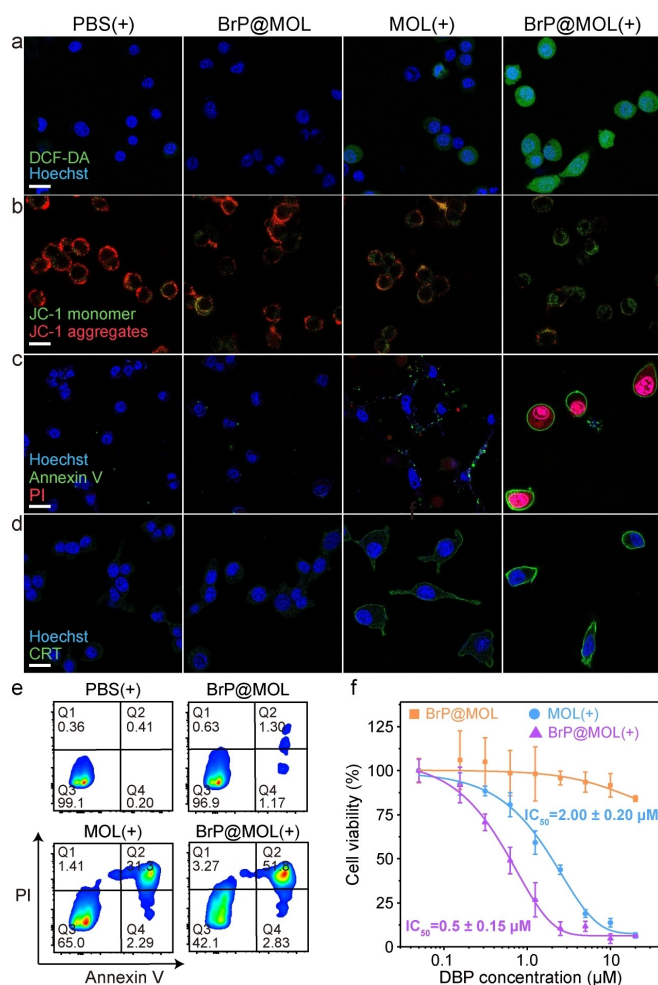 PBS(+) BrP@MOL MOL(+) BrP@MOL(+)
a
DCF-DA
Hoechst
b
JC-1 monomer
JC-1 aggregates
c
Hoechst
Annexin V
PI
d
Hoechst
CRT
e
PBS(+) BrP@MOL
Q1 Q2 Q1 Q2
0.36 0.41 0.63 1.30
Q3 Q4 Q3 Q4
99.1 0.20 96.9 1.17
MOL(+) BrP@MOL(+)
Q1 Q2 Q1 Q2
1.41 31.3 3.27 51.8
Q3 Q4 Q3 Q4
65.0 2.29 42.1 2.83
PI
Annexin V
f
BrP@MOL MOL(+)
BrP@MOL(+)
125
100
75
50
25
0
Cell viability (%)
IC50=2.00 ± 0.20 μM
IC50=0.5 ± 0.15 μM
0.1 1.0 10
DBP concentration (μM)